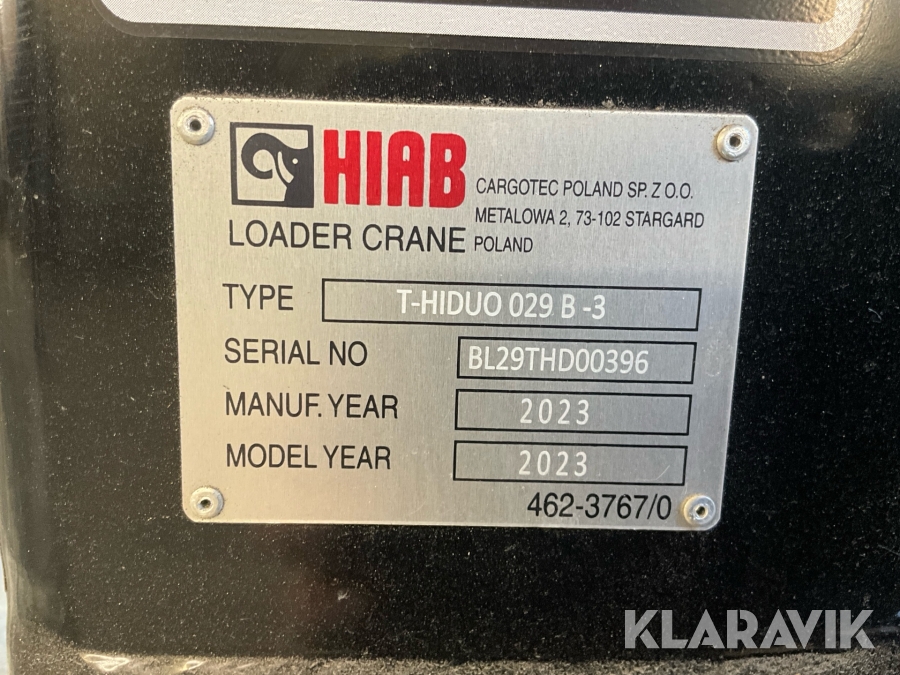 HIAB
CARGOTEC POLAND SP. Z O.O.
METALOWA 2, 73-102 STARGARD
POLAND
LOADER CRANE
TYPE T-HIDUO 029 B -3
SERIAL NO BL29THD00396
MANUF. YEAR 2023
MODEL YEAR 2023
462-3767/0
KLARAVIK